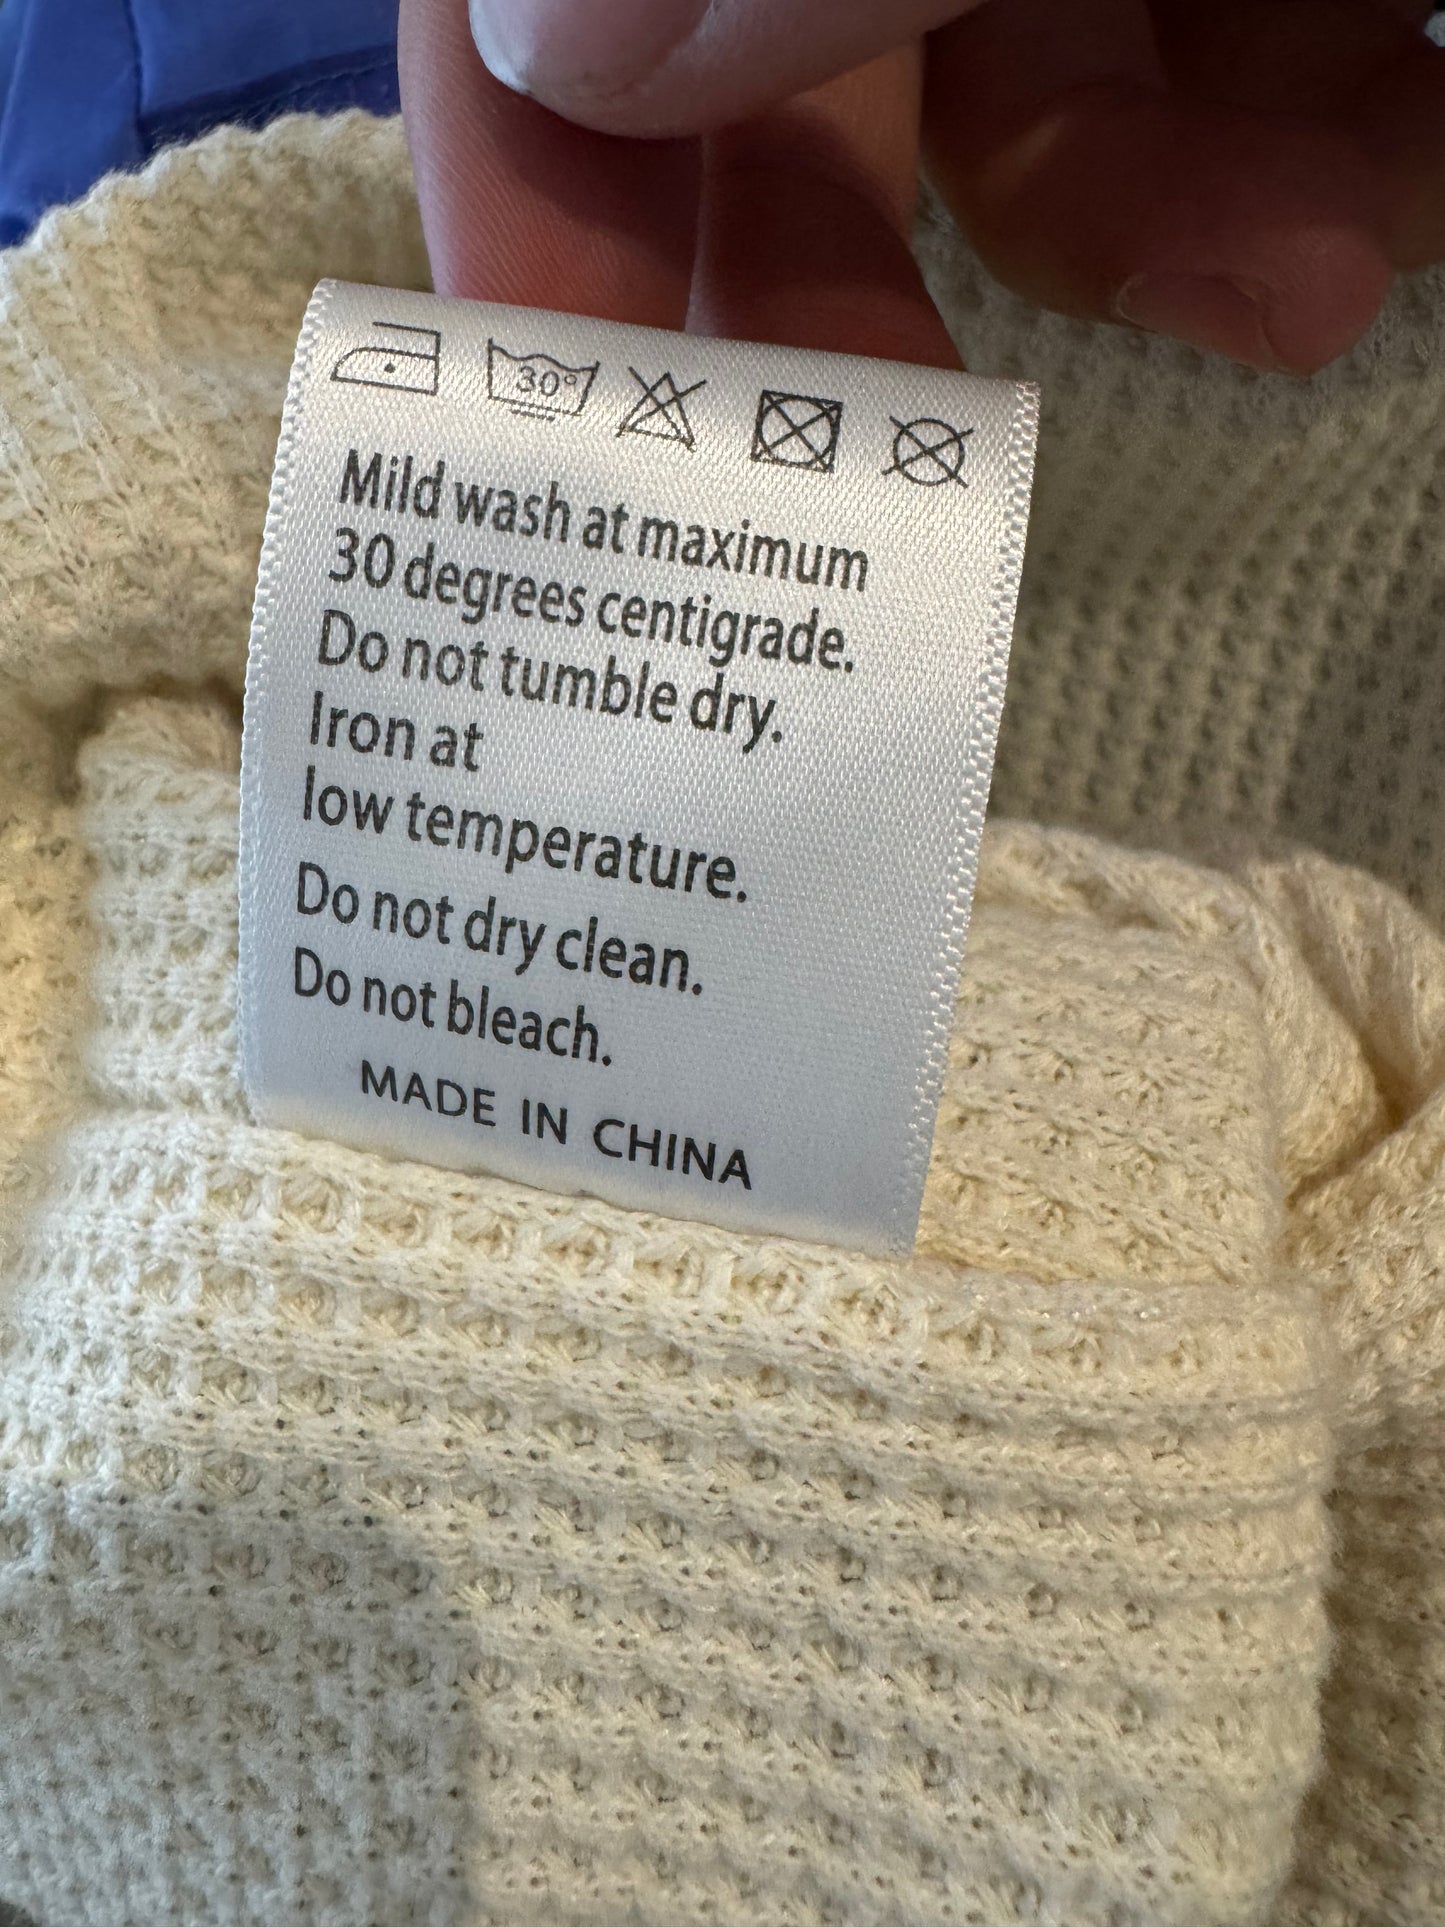 30°
Mild wash at maximum
30 degrees centigrade.
Do not tumble dry.
Iron at
low temperature.
Do not dry clean.
Do not bleach.
MADE IN CHINA